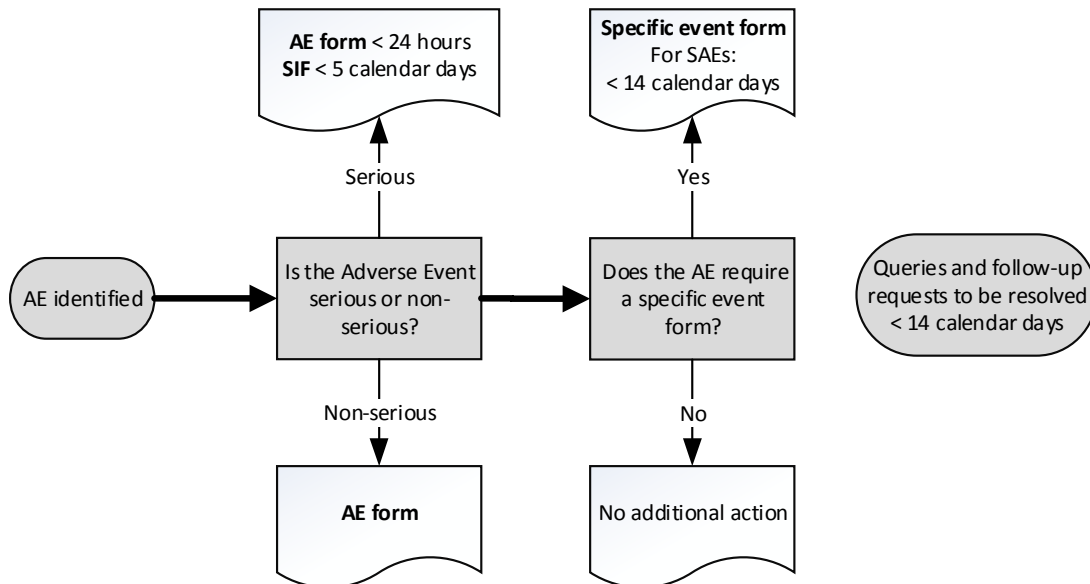 AE form < 24 hours
SIF < 5 calendar days
Specific event form
For SAEs:
< 14 calendar days
Serious
Yes
AE identified
Is the Adverse Event
serious or non-
serious?
Does the AE require
a specific event
form?
Queries and follow-up
requests to be resolved
< 14 calendar days
Non-serious
No
AE form
No additional action